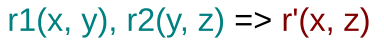 r1(x, y), r2(y, z) => r'(x, z)